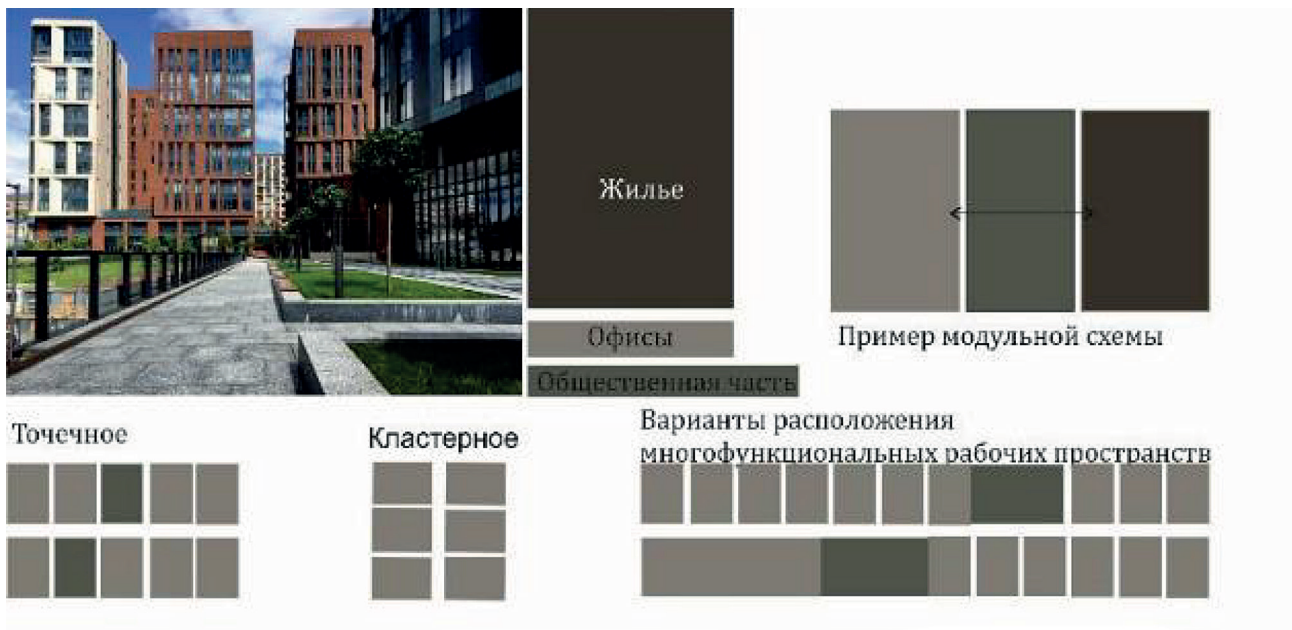 Жилье
Офисы
Общественная часть
Пример модульной схемы
Точечное
Кластерное
Варианты расположения
многофункциональных рабочих пространств